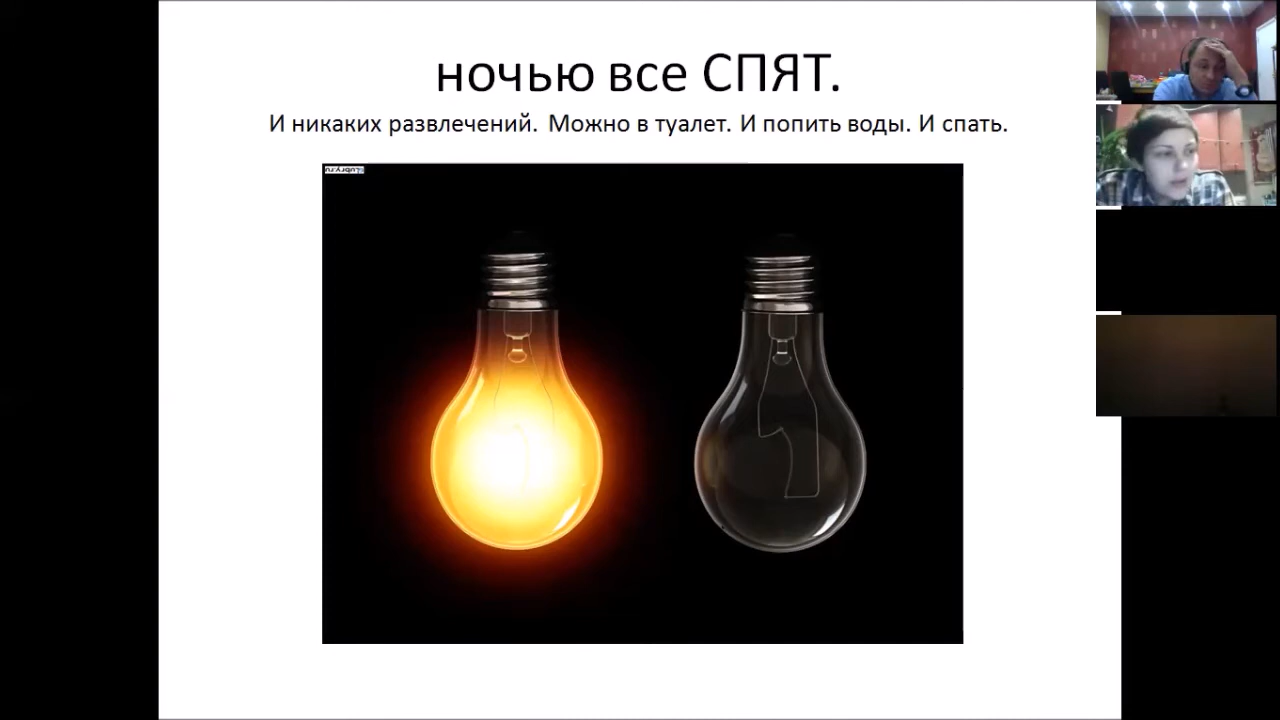 ночью все СПЯТ.
И никаких развлечений. Можно в туалет. И попить воды. И спать.